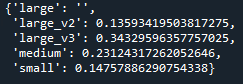 {'large': '',
'large_v2': 0.13593419503817275,
'large_v3': 0.34329596357757025,
'medium': 0.23124317262052646,
'small': 0.14757886290754338}